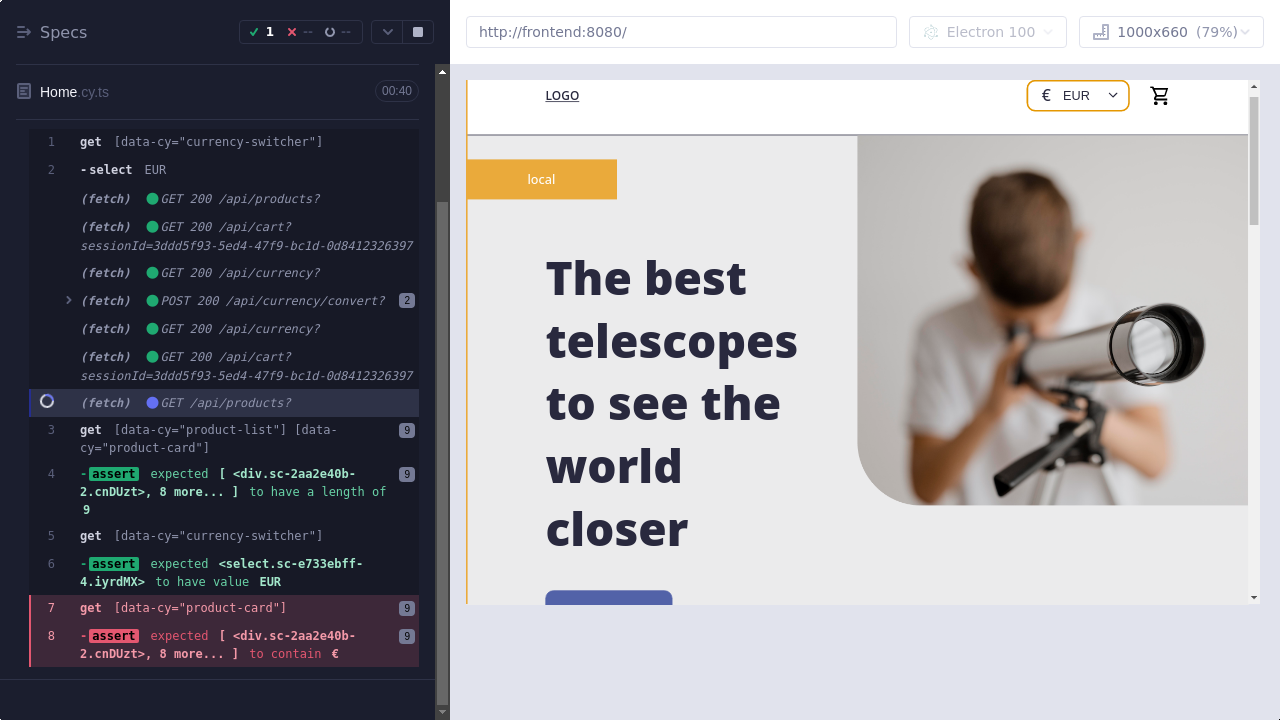 Specs
1
--
--
http://frontend:8080/
Electron 100
1000x660 (79%)
Home.cy.ts
00:40
1 get [data-cy="currency-switcher"]
2 -select EUR
(fetch) GET 200 /api/products?
(fetch) GET 200 /api/cart?
sessionId=3ddd5f93-5ed4-47f9-bc1d-0d8412326397
(fetch) GET 200 /api/currency?
(fetch) POST 200 /api/currency/convert? 2
(fetch) GET 200 /api/currency?
(fetch) GET 200 /api/cart?
sessionId=3ddd5f93-5ed4-47f9-bc1d-0d8412326397
(fetch) GET /api/products?
3 get [data-cy="product-list"] [data- 9
cy="product-card"]
4 -assert expected [ <div.sc-2aa2e40b- 9
2.cnDUzt>, 8 more... ] to have a length of
9
5 get [data-cy="currency-switcher"]
6 -assert expected <select.sc-e733ebff-
4.iyrdMX> to have value EUR
7 get [data-cy="product-card"] 9
8 -assert expected [ <div.sc-2aa2e40b- 9
2.cnDUzt>, 8 more... ] to contain €
LOGO
€ EUR
local
The best
telescopes
to see the
world
closer